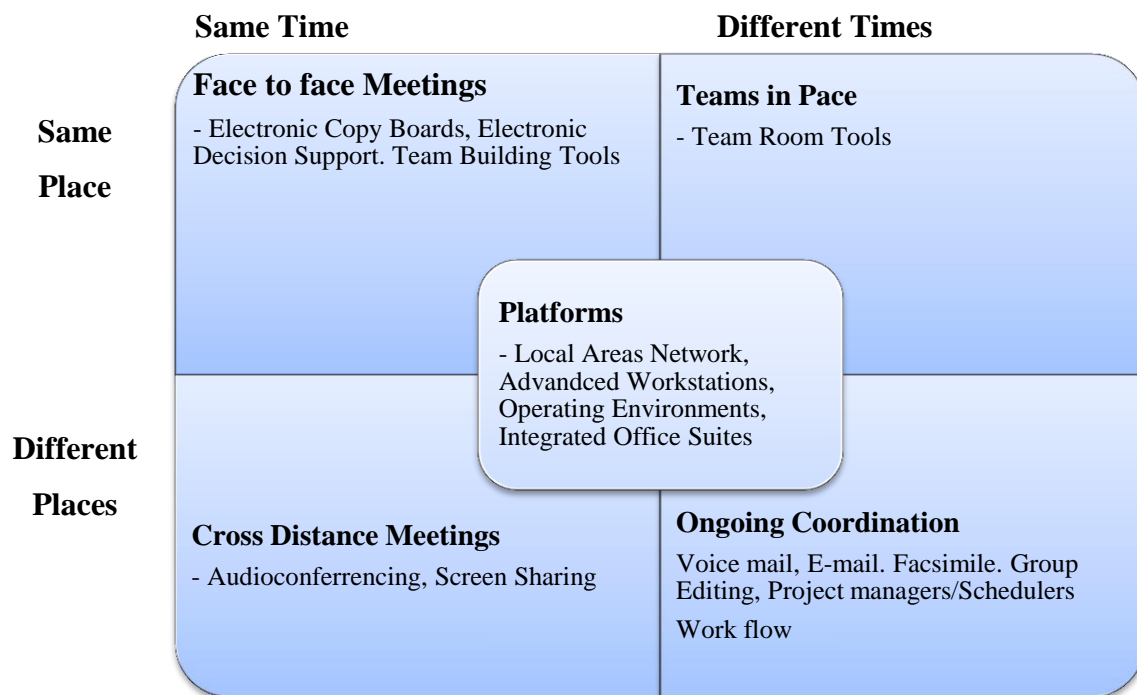 Same Time
Different Times
Same
Place
Face to face Meetings
- Electronic Copy Boards, Electronic
Decision Support. Team Building Tools
Teams in Pace
- Team Room Tools
Platforms
- Local Areas Network,
Advandced Workstations,
Operating Environments,
Integrated Office Suites
Different
Places
Cross Distance Meetings
- Audioconferrencing, Screen Sharing
Ongoing Coordination
Voice mail, E-mail. Facsimile. Group
Editing, Project managers/Schedulers
Work flow